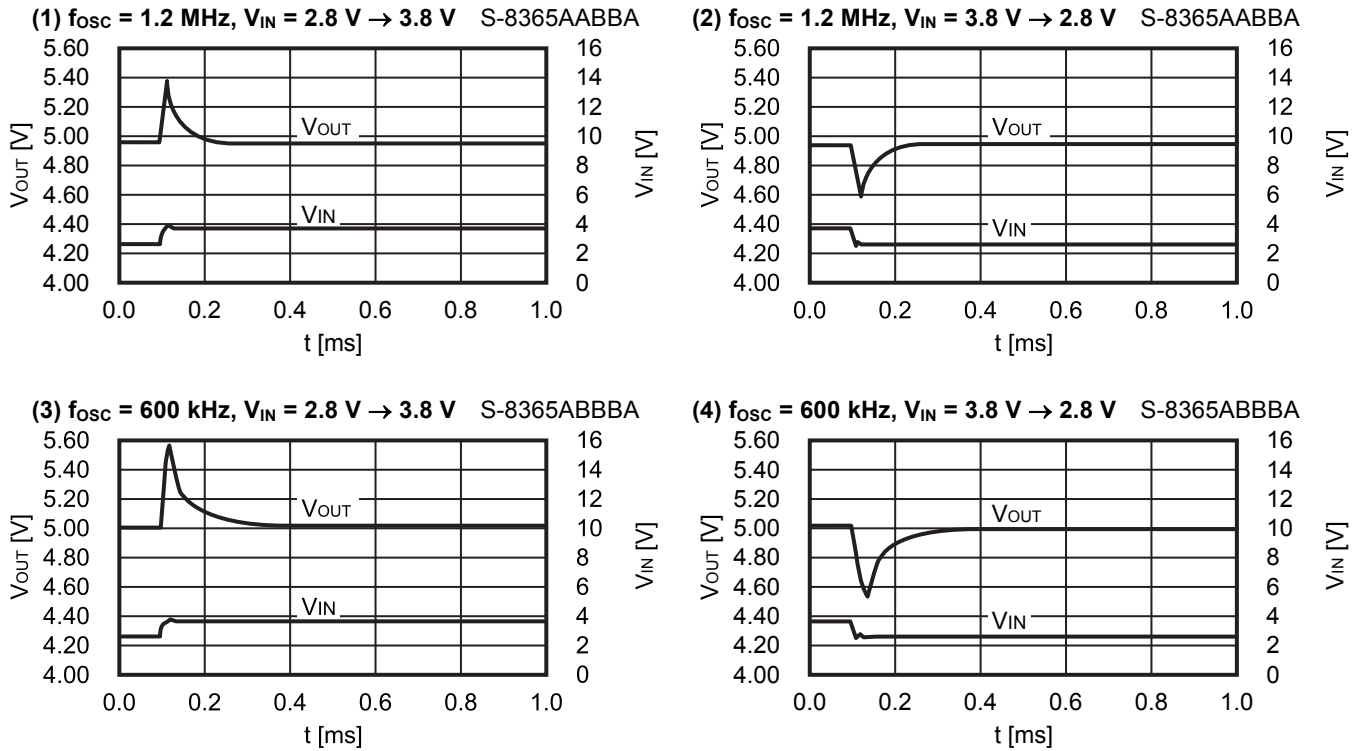 (1) fOSC = 1.2 MHz, VIN = 2.8 V → 3.8 V S-8365AABBA
5.60
5.40
5.20
5.00
4.80
4.60
4.40
4.20
4.00
VOUT [V]
16
14
12
10
8
6
4
2
0
VIN [V]
VOUT
VIN
0.0 0.2 0.4 0.6 0.8 1.0
t [ms]
(2) fOSC = 1.2 MHz, VIN = 3.8 V → 2.8 V S-8365AABBA
5.60
5.40
5.20
5.00
4.80
4.60
4.40
4.20
4.00
VOUT [V]
16
14
12
10
8
6
4
2
0
VIN [V]
VOUT
VIN
0.0 0.2 0.4 0.6 0.8 1.0
t [ms]
(3) fOSC = 600 kHz, VIN = 2.8 V → 3.8 V S-8365ABBBA
5.60
5.40
5.20
5.00
4.80
4.60
4.40
4.20
4.00
VOUT [V]
16
14
12
10
8
6
4
2
0
VIN [V]
VOUT
VIN
0.0 0.2 0.4 0.6 0.8 1.0
t [ms]
(4) fOSC = 600 kHz, VIN = 3.8 V → 2.8 V S-8365ABBBA
5.60
5.40
5.20
5.00
4.80
4.60
4.40
4.20
4.00
VOUT [V]
16
14
12
10
8
6
4
2
0
VIN [V]
VOUT
VIN
0.0 0.2 0.4 0.6 0.8 1.0
t [ms]